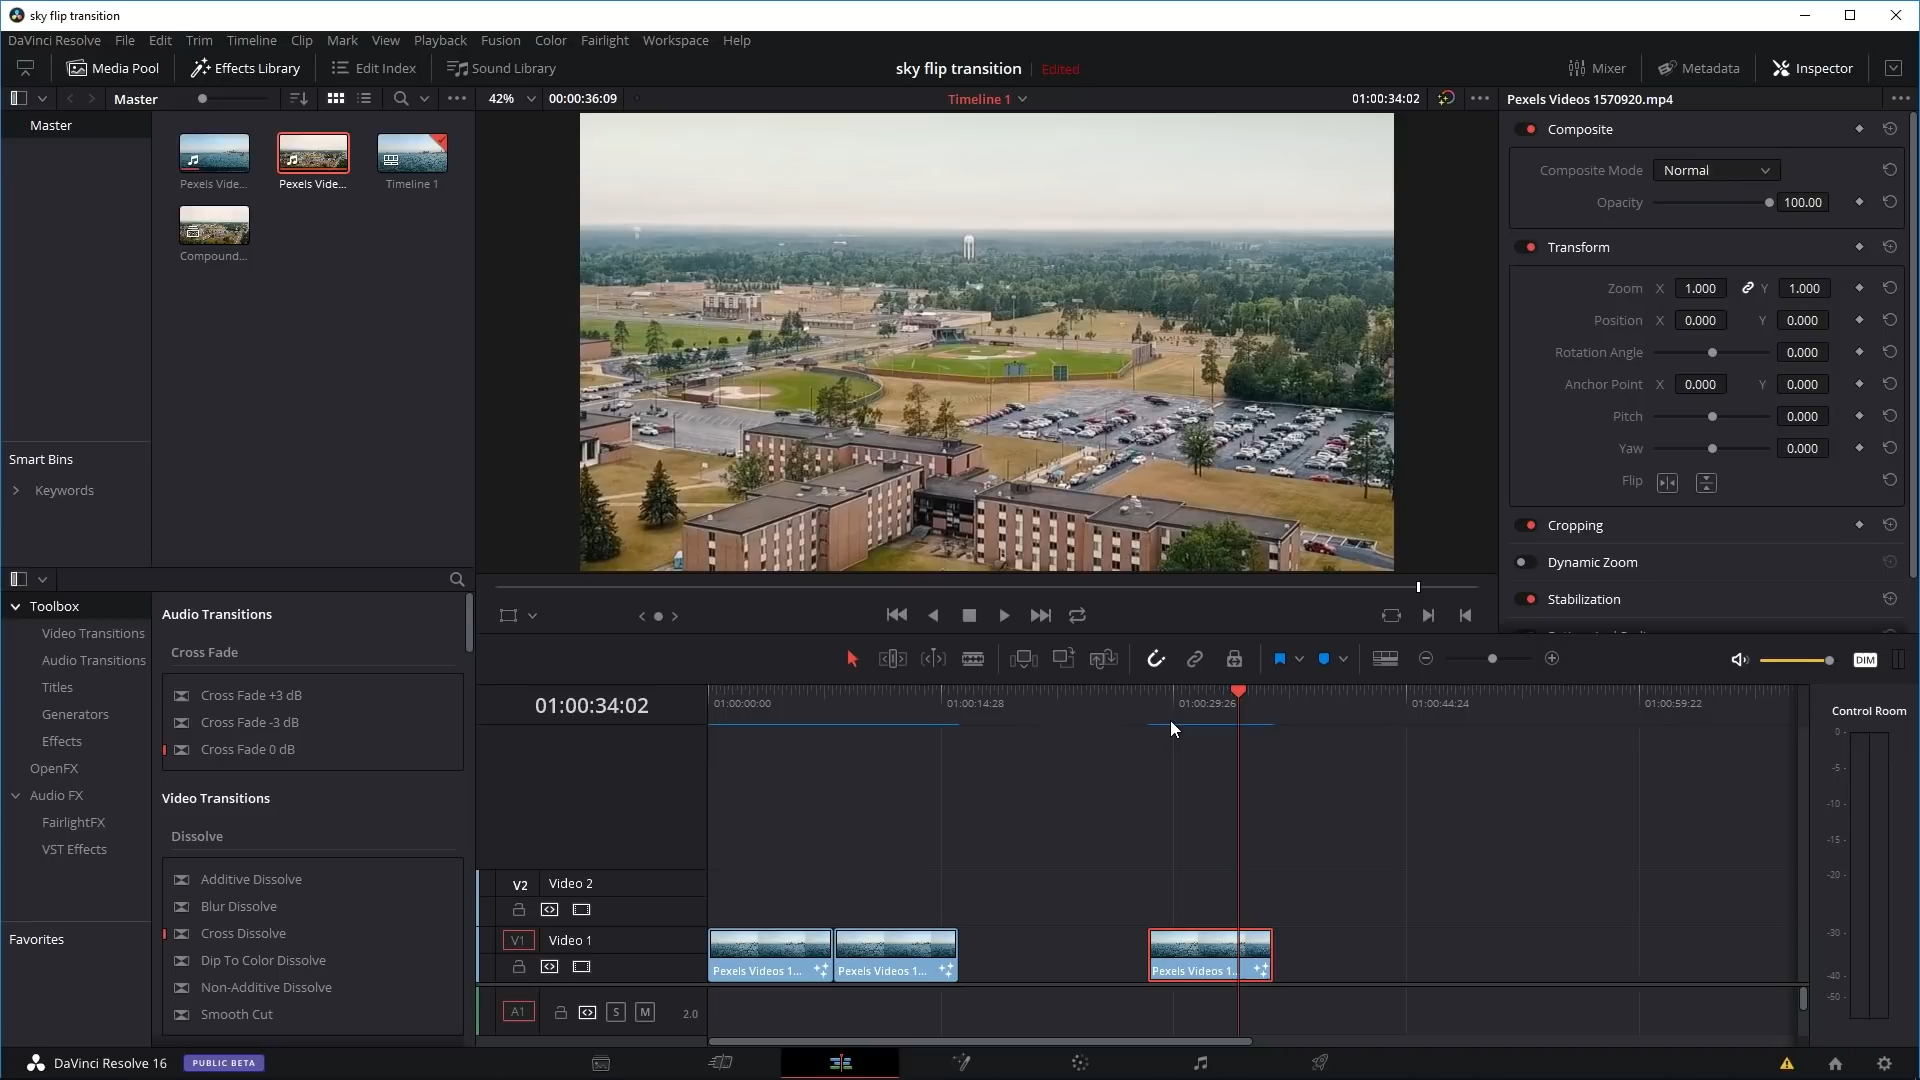 sky flip transition
DaVinci Resolve File Edit Trim Timeline Clip Mark View Playback Fusion Color Fairlight Workspace Help
Media Pool Effects Library Edit Index Sound Library sky flip transition Edited Mixer Metadata Inspector
Master 42% 00:00:36:09 Timeline 1 01:00:34:02 Pexels Videos 1570920.mp4
Master
Pexels Vide... Pexels Vide... Timeline 1
Compound...
Smart Bins
Keywords
Composite
Composite Mode Normal
Opacity 100.00
Transform
Zoom X 1.000 Y 1.000
Position X 0.000 Y 0.000
Rotation Angle 0.000
Anchor Point X 0.000 Y 0.000
Pitch 0.000
Yaw 0.000
Flip
Cropping
Dynamic Zoom
Stabilization
Toolbox
Video Transitions
Audio Transitions
Titles
Generators
Effects
OpenFX
Audio FX
FairlightFX
VST Effects
Favorites
Audio Transitions
Cross Fade
Cross Fade +3 dB
Cross Fade -3 dB
Cross Fade 0 dB
Video Transitions
Dissolve
Additive Dissolve
Blur Dissolve
Cross Dissolve
Dip To Color Dissolve
Non-Additive Dissolve
Smooth Cut
DIM
01:00:34:02 01:00:00:00 01:00:14:28 01:00:29:26 01:00:44:24 01:00:59:22
V2 Video 2
V1 Video 1
Pexels Videos 1... Pexels Videos 1... Pexels Videos 1...
A1 S M 2.0
Control Room
0
-5
-10
-15
-20
-30
-40
-50
DaVinci Resolve 16 PUBLIC BETA